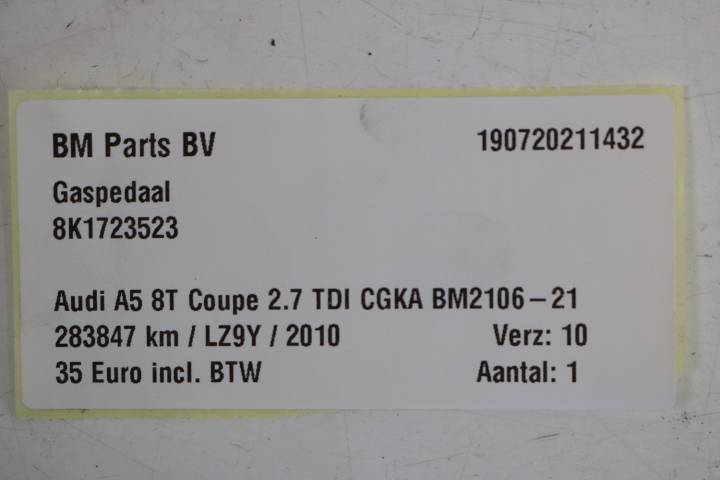 BM Parts BV 190720211432
Gaspedaal
8K1723523
Audi A5 8T Coupe 2.7 TDI CGKA BM2106-21
283847 km / LZ9Y / 2010 Verz: 10
35 Euro incl. BTW Aantal: 1